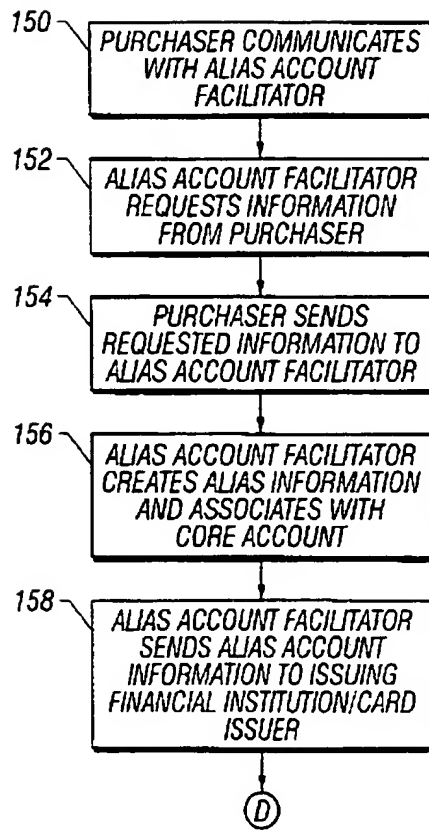 150
PURCHASER COMMUNICATES
WITH ALIAS ACCOUNT
FACILITATOR
152
ALIAS ACCOUNT FACILITATOR
REQUESTS INFORMATION
FROM PURCHASER
154
PURCHASER SENDS
REQUESTED INFORMATION TO
ALIAS ACCOUNT FACILITATOR
156
ALIAS ACCOUNT FACILITATOR
CREATES ALIAS INFORMATION
AND ASSOCIATES WITH
CORE ACCOUNT
158
ALIAS ACCOUNT FACILITATOR
SENDS ALIAS ACCOUNT
INFORMATION TO ISSUING
FINANCIAL INSTITUTION/CARD
ISSUER
D